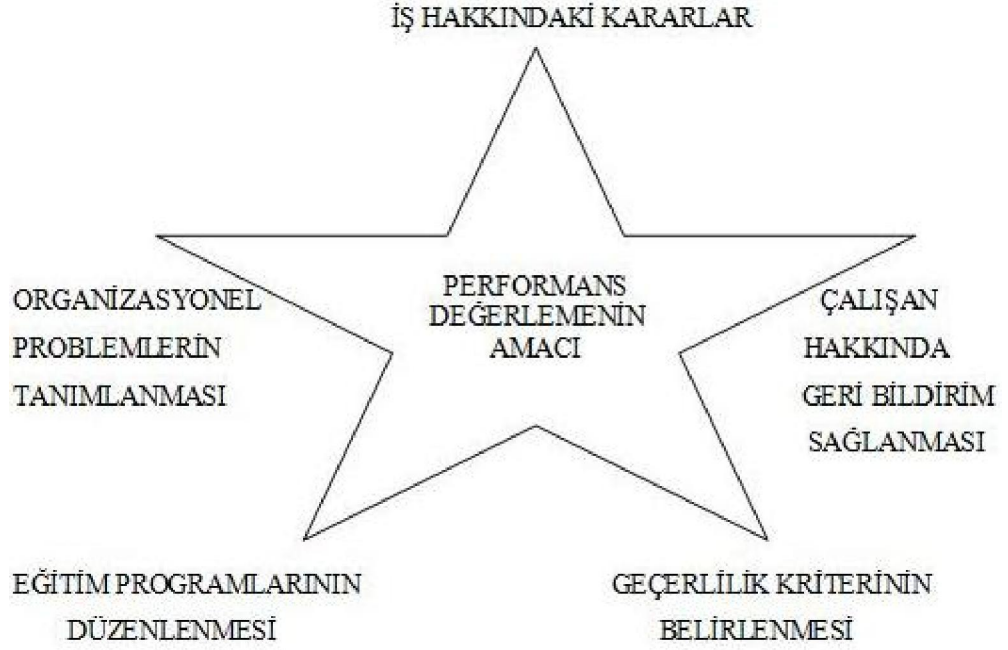 İŞ HAKKINDAKİ KARARLAR
PERFORMANS
DEĞERLEMENİN
AMACI
ORGANİZASYONEL
PROBLEMLERİN
TANIMLANMASI
ÇALIŞAN
HAKKINDA
GERİ BİLDİRİM
SAĞLANMASI
EĞİTİM PROGRAMLARININ
DÜZENLENMESİ
GEÇERLİLİK KRİTERİNİN
BELİRLENMESİ